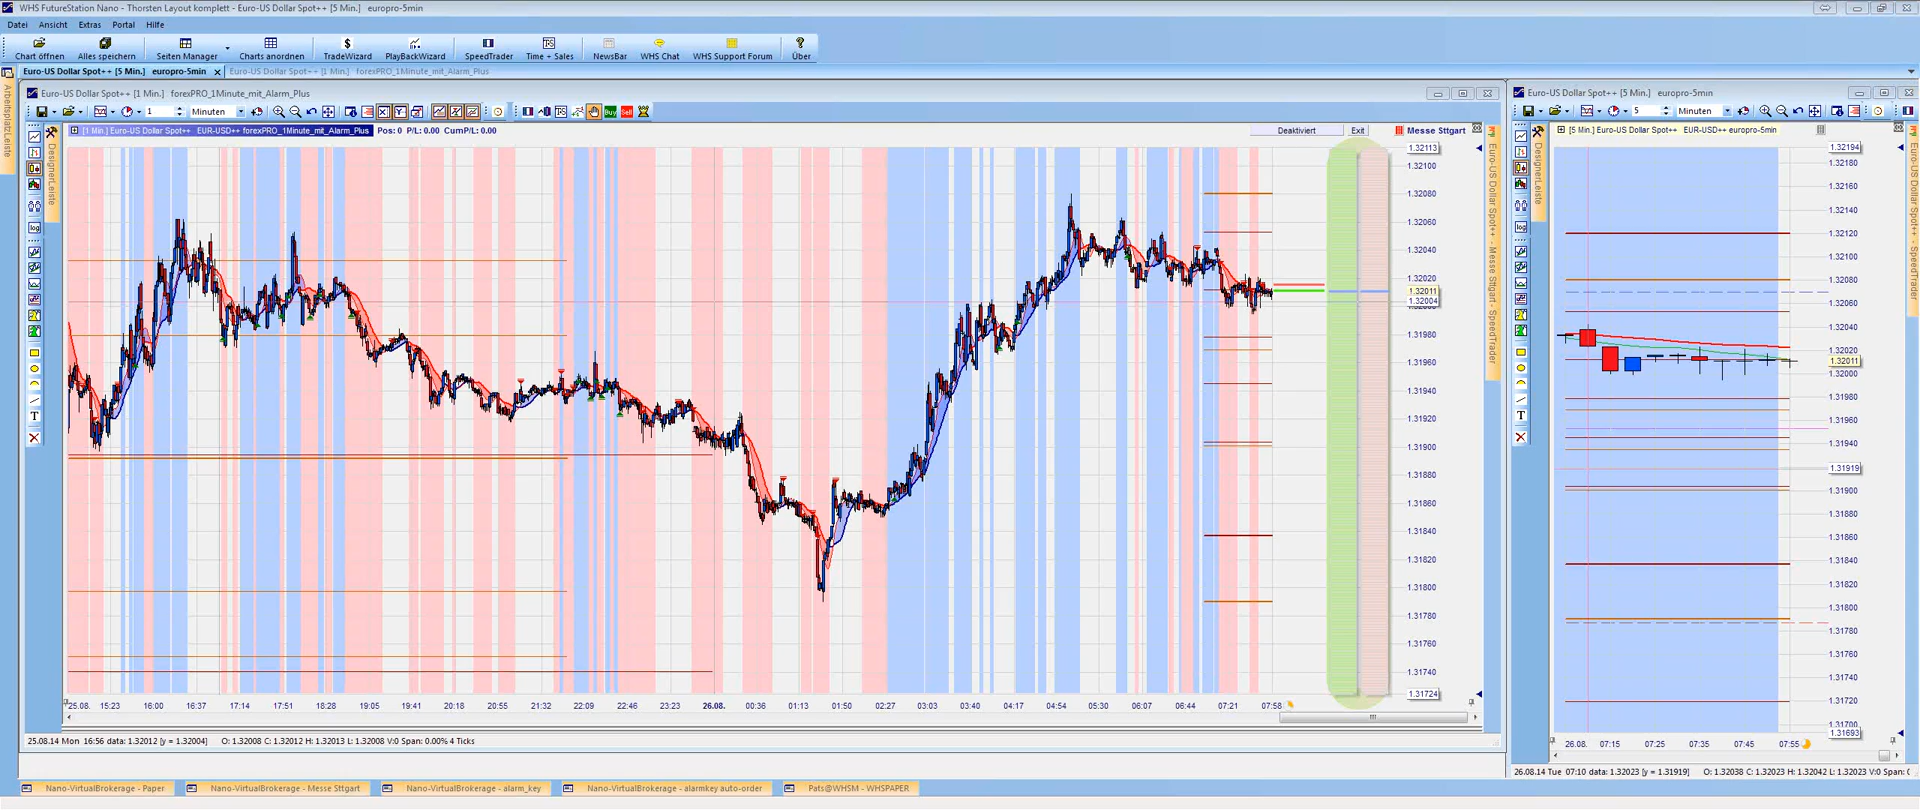 WHS FutureStation Nano - Thorsten Layout komplett - Euro-US Dollar Spot++ [5 Min.] europro-5min
Datei Ansicht Extras Portal Hilfe
Chart öffnen Alles speichern Seiten Manager Charts anordnen TradeWizard PlayBackWizard SpeedTrader Time + Sales NewsBar WHS Chat WHS Support Forum Über
Euro-US Dollar Spot++ [5 Min.] europro-5min Euro-US Dollar Spot++ [1 Min.] forexPRO_1Minute_mit_Alarm_Plus
ArbeitsplatzLeiste
Euro-US Dollar Spot++ [1 Min.] forexPRO_1Minute_mit_Alarm_Plus
1 Minuten
Buy Sell
[1 Min.] Euro-US Dollar Spot++ EUR-USD++ forexPRO_1Minute_mit_Alarm_Plus Pos: 0 P/L: 0.00 CumP/L: 0.00
Deaktiviert Exit Messe Sttgart
DesignerLeiste
log
T
1.32113
1.32100
1.32080
1.32060
1.32040
1.32020
1.32011
1.32004
1.31980
1.31960
1.31940
1.31920
1.31900
1.31880
1.31860
1.31840
1.31820
1.31800
1.31780
1.31760
1.31740
1.31724
25.08. 15:23 16:00 16:37 17:14 17:51 18:28 19:05 19:41 20:18 20:55 21:32 22:09 22:46 23:23 26.08. 00:36 01:13 01:50 02:27 03:03 03:40 04:17 04:54 05:30 06:07 06:44 07:21 07:58
25.08.14 Mon 16:56 data: 1.32012 [y = 1.32004] O: 1.32008 C: 1.32012 H: 1.32013 L: 1.32008 V:0 Span: 0.00% 4 Ticks
Euro-US Dollar Spot++ - Messe Sttgart - SpeedTrader
Euro-US Dollar Spot++ [5 Min.] europro-5min
5 Minuten
[5 Min.] Euro-US Dollar Spot++ EUR-USD++ europro-5min
DesignerLeiste
log
T
1.32194
1.32180
1.32160
1.32140
1.32120
1.32100
1.32080
1.32060
1.32040
1.32020
1.32011
1.32000
1.31980
1.31960
1.31940
1.31919
1.31900
1.31880
1.31860
1.31840
1.31820
1.31800
1.31780
1.31760
1.31740
1.31720
1.31700
1.31693
26.08. 07:15 07:25 07:35 07:45 07:55
26.08.14 Tue 07:10 data: 1.32023 [y = 1.31919] O: 1.32038 C: 1.32023 H: 1.32042 L: 1.32023 V:0 Span: (
Nano-VirtualBrokerage - Paper Nano-VirtualBrokerage - Messe Sttgart Nano-VirtualBrokerage - alarm_key Nano-VirtualBrokerage - alarmkey auto-order Pats@WHSM - WHSPAPER